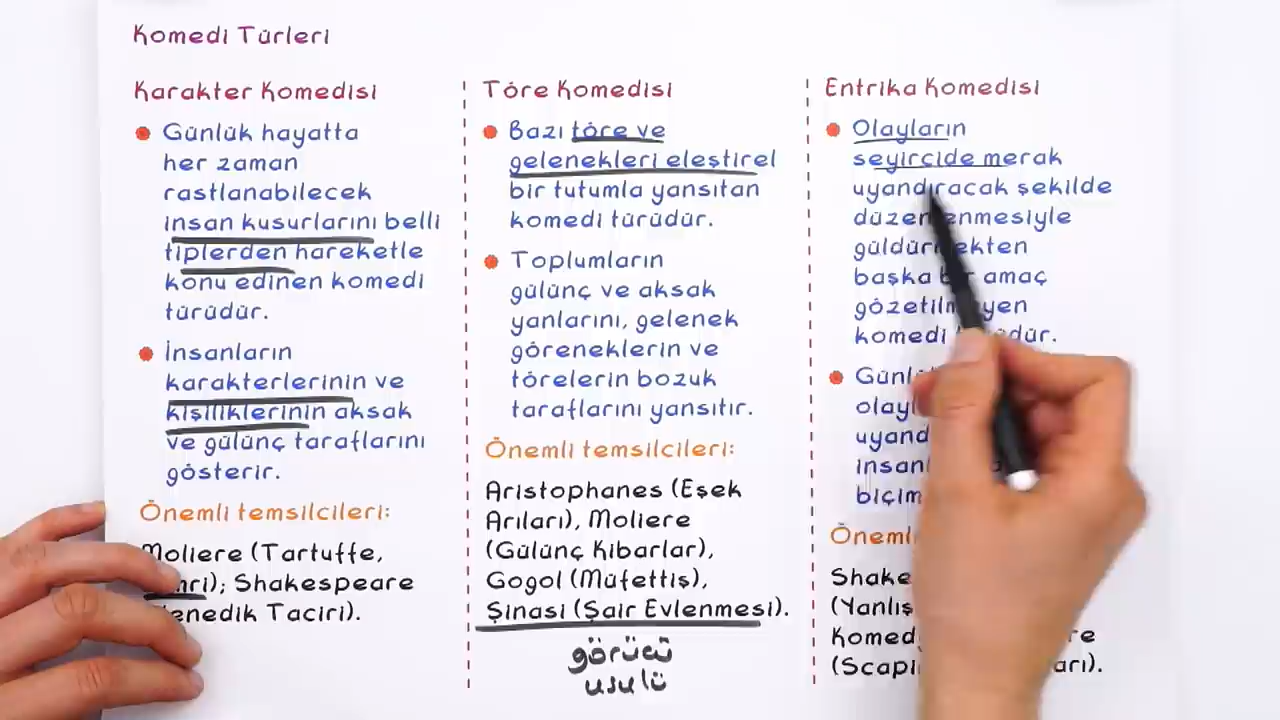 Komedi Türleri
Karakter Komedisi
Günlük hayatta
her zaman
rastlanabilecek
insan kusurlarını belli
tiplerden hareketle
konu edinen komedi
türüdür.
İnsanların
karakterlerinin ve
kişiliklerinin aksak
ve gülünç taraflarını
gösterir.
Önemli temsilcileri:
Moliere (Tartuffe,
Shakespeare
Taciri).
Töre Komedisi
Bazı töre ve
gelenekleri eleştirel
bir tutumla yansıtan
komedi türüdür.
Toplumların
gülünç ve aksak
yanlarını, gelenek
göreneklerin ve
törelerin bozuk
taraflarını yansıtır.
Önemli temsilcileri:
Aristophanes (Eşek
Arıları), Moliere
(Gülünç Kibarlar),
Gogol (Müfettiş),
Şinasi (Şair Evlenmesi).
görücü
usulü
Entrika Komedisi
Olayların
seyircide merak
uyandıracak şekilde
düzenlenmesiyle
güldürmekten
başka bir amaç
gözetilmeyen
komedi türüdür.